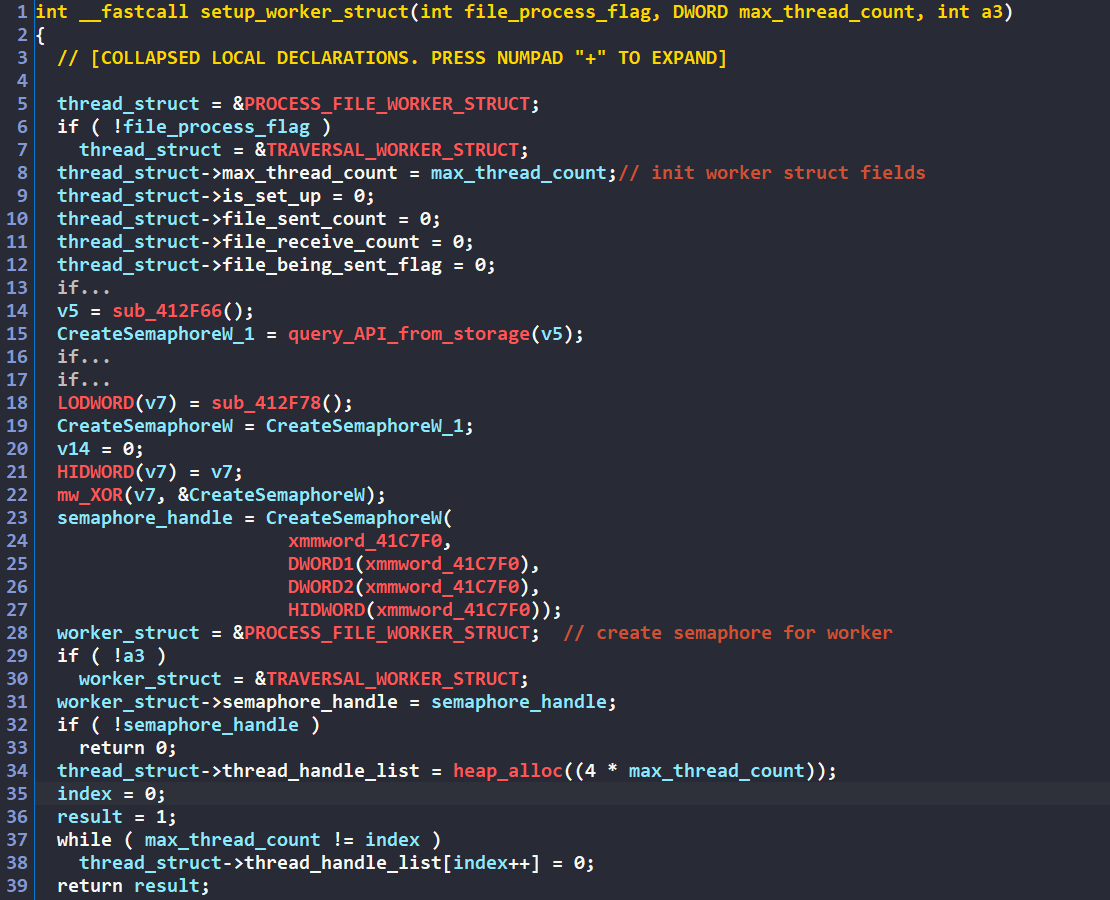 1 int __fastcall setup_worker_struct(int file_process_flag, DWORD max_thread_count, int a3)
2 {
3   // [COLLAPSED LOCAL DECLARATIONS. PRESS NUMPAD "+" TO EXPAND]
4
5   thread_struct = &PROCESS_FILE_WORKER_STRUCT;
6   if ( !file_process_flag )
7     thread_struct = &TRAVERSAL_WORKER_STRUCT;
8   thread_struct->max_thread_count = max_thread_count;// init worker struct fields
9   thread_struct->is_set_up = 0;
10   thread_struct->file_sent_count = 0;
11   thread_struct->file_receive_count = 0;
12   thread_struct->file_being_sent_flag = 0;
13   if...
14   v5 = sub_412F66();
15   CreateSemaphoreW_1 = query_API_from_storage(v5);
16   if...
17   if...
18   LODWORD(v7) = sub_412F78();
19   CreateSemaphoreW = CreateSemaphoreW_1;
20   v14 = 0;
21   HIDWORD(v7) = v7;
22   mw_XOR(v7, &CreateSemaphoreW);
23   semaphore_handle = CreateSemaphoreW(
24                        xmmword_41C7F0,
25                        DWORD1(xmmword_41C7F0),
26                        DWORD2(xmmword_41C7F0),
27                        HIDWORD(xmmword_41C7F0));
28   worker_struct = &PROCESS_FILE_WORKER_STRUCT;  // create semaphore for worker
29   if ( !a3 )
30     worker_struct = &TRAVERSAL_WORKER_STRUCT;
31   worker_struct->semaphore_handle = semaphore_handle;
32   if ( !semaphore_handle )
33     return 0;
34   thread_struct->thread_handle_list = heap_alloc((4 * max_thread_count));
35   index = 0;
36   result = 1;
37   while ( max_thread_count != index )
38     thread_struct->thread_handle_list[index++] = 0;
39   return result;